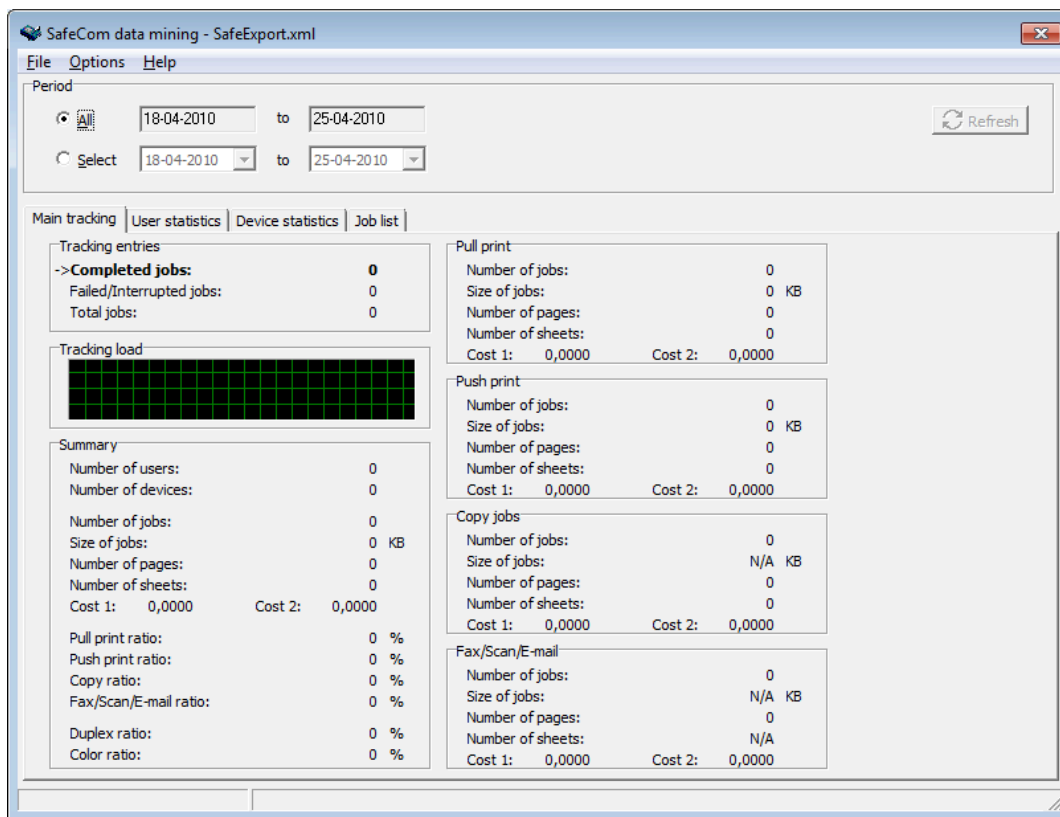 SafeCom data mining - SafeExport.xml
File Options Help
Period
All 18-04-2010 to 25-04-2010 Refresh
Select 18-04-2010 to 25-04-2010
Main tracking User statistics Device statistics Job list
Tracking entries
->Completed jobs: 0
Failed/Interrupted jobs: 0
Total jobs: 0
Tracking load
Summary
Number of users: 0
Number of devices: 0
Number of jobs: 0
Size of jobs: 0 KB
Number of pages: 0
Number of sheets: 0
Cost 1: 0,0000 Cost 2: 0,0000
Pull print ratio: 0 %
Push print ratio: 0 %
Copy ratio: 0 %
Fax/Scan/E-mail ratio: 0 %
Duplex ratio: 0 %
Color ratio: 0 %
Pull print
Number of jobs: 0
Size of jobs: 0 KB
Number of pages: 0
Number of sheets: 0
Cost 1: 0,0000 Cost 2: 0,0000
Push print
Number of jobs: 0
Size of jobs: 0 KB
Number of pages: 0
Number of sheets: 0
Cost 1: 0,0000 Cost 2: 0,0000
Copy jobs
Number of jobs: 0
Size of jobs: N/A KB
Number of pages: 0
Number of sheets: 0
Cost 1: 0,0000 Cost 2: 0,0000
Fax/Scan/E-mail
Number of jobs: 0
Size of jobs: N/A KB
Number of pages: 0
Number of sheets: N/A
Cost 1: 0,0000 Cost 2: 0,0000